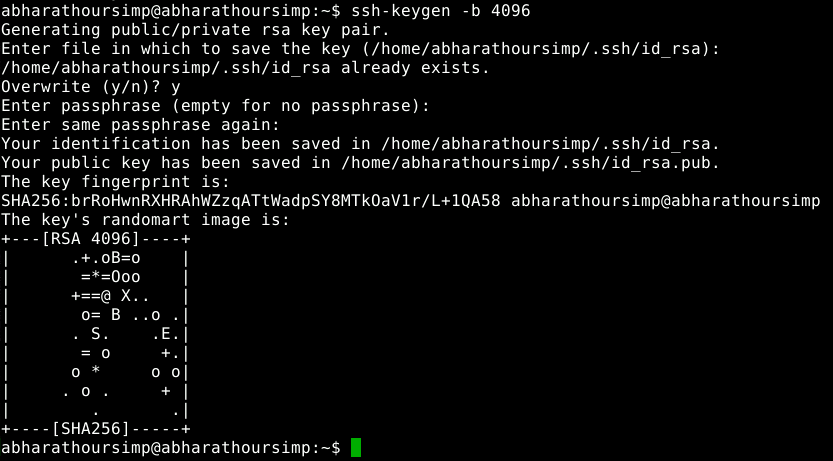 abharathoursimp@abharathoursimp:~$ ssh-keygen -b 4096
Generating public/private rsa key pair.
Enter file in which to save the key (/home/abharathoursimp/.ssh/id_rsa):
/home/abharathoursimp/.ssh/id_rsa already exists.
Overwrite (y/n)? y
Enter passphrase (empty for no passphrase):
Enter same passphrase again:
Your identification has been saved in /home/abharathoursimp/.ssh/id_rsa.
Your public key has been saved in /home/abharathoursimp/.ssh/id_rsa.pub.
The key fingerprint is:
SHA256:brRoHwnRXHRAhWZzqATtWadpSY8MTkOaV1r/L+1QA58 abharathoursimp@abharathoursimp
The key's randomart image is:
+---[RSA 4096]----+
|      .+.oB=o    |
|       =*=Ooo    |
|      +==@ X..   |
|       o= B ..o .|
|      . S.    .E.|
|       = o     +.|
|      o *     o o|
|     . o .     + |
|        .       .|
+----[SHA256]-----+
abharathoursimp@abharathoursimp:~$